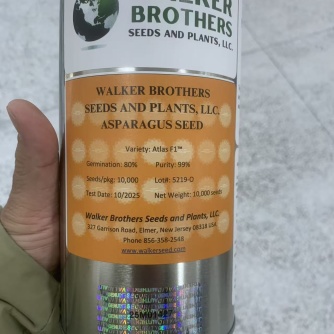 WALKER
BROTHERS
SEEDS AND PLANTS, LLC.
WALKER BROTHERS
SEEDS AND PLANTS, LLC.
ASPARAGUS SEED
Variety: Atlas F1™
Germination: 80% Purity: 99%
Seeds/pkg: 10,000 Lot#: 5219-O
Test Date: 10/2025 Net Weight: 10,000 seeds
Walker Brothers Seeds and Plants, LLC.
327 Garrison Road, Elmer, New Jersey 08318 USA
Phone 856-358-2548
www.walkerseed.com